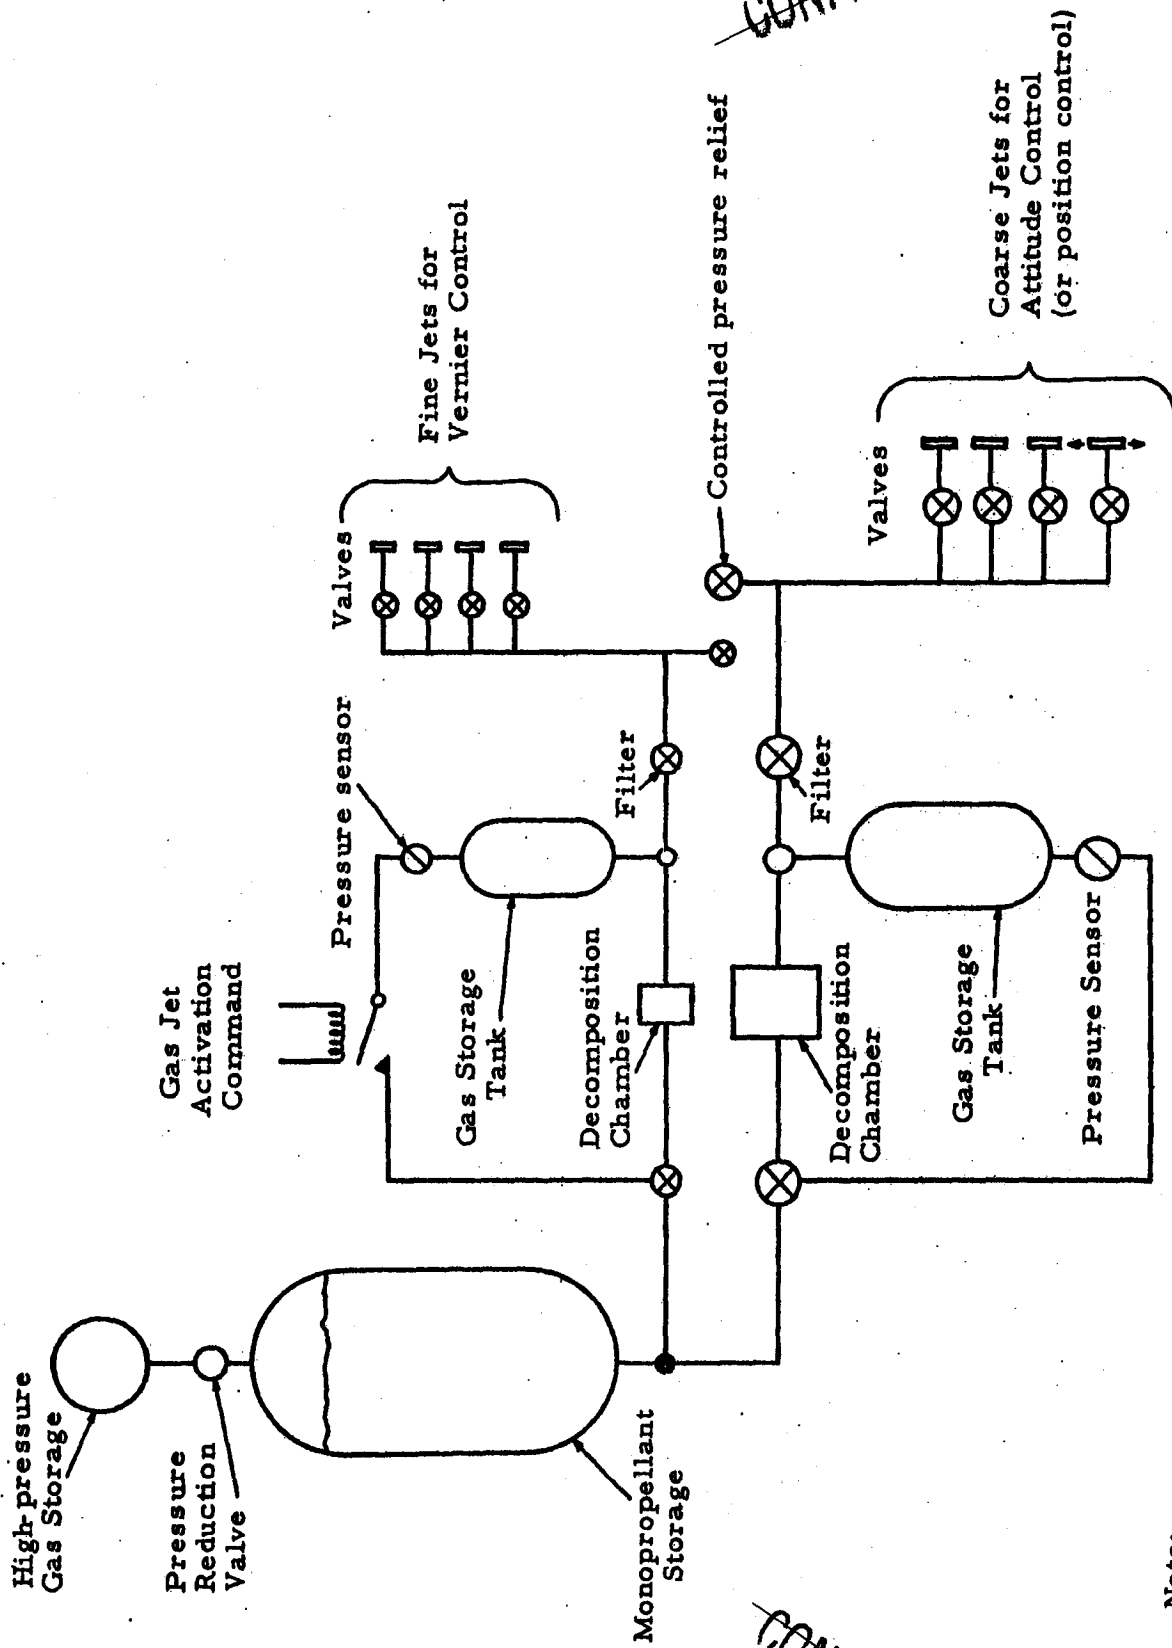 High-pressure
Gas Storage
Pressure
Reduction
Valve
Monopropellant
Storage
Gas Jet
Activation
Command
Pressure sensor
Gas Storage
Tank
Decomposition
Chamber
Filter
Valves
Fine Jets for
Vernier Control
Controlled pressure relief
Decomposition
Chamber
Gas Storage
Tank
Pressure Sensor
Filter
Valves
Coarse Jets for
Attitude Control
(or position control)